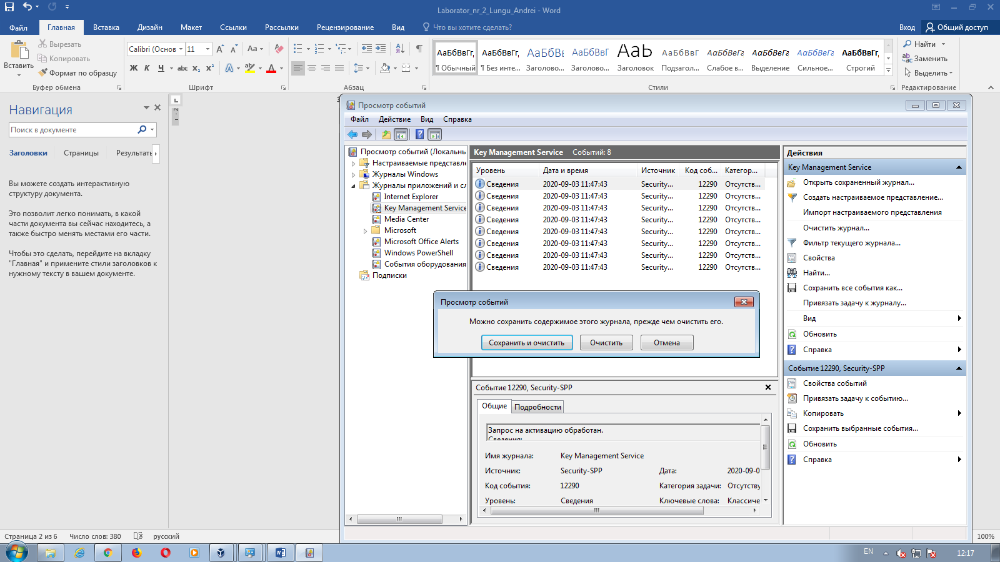 Laborator_nr_2_Lungu_Andrei - Word
Файл Главная Вставка Дизайн Макет Ссылки Рассылки Рецензирование Вид Что вы хотите сделать? Вход Общий доступ
Вставить
Вырезать
Копировать
Формат по образцу
Буфер обмена
Calibri (Основ 11
Шрифт
Абзац
АаБбВвГг, АаБбВвГг, АаБбВі АаБбВвГ АаЬ АаБбВвГ АаБбВвГг АаБбВвГг АаБбВвГг АаБбВвГг,
¶ Обычный ¶ Без инте... Заголово... Заголово... Заголовок Подзагол... Слабое в... Выделение Сильное... Строгий
Стили
Найти
Заменить
Выделить
Редактирование
Навигация
Поиск в документе
Заголовки Страницы Результать
Вы можете создать интерактивную
структуру документа.
Это позволит легко понимать, в какой
части документа вы сейчас находитесь, а
также быстро менять местами его части.
Чтобы это сделать, перейдите на вкладку
"Главная" и примените стили заголовков к
нужному тексту в вашем документе.
Просмотр событий
Файл Действие Вид Справка
Просмотр событий (Локальнь
Настраиваемые представле
Журналы Windows
Журналы приложений и сл
Internet Explorer
Key Management Service
Media Center
Microsoft
Microsoft Office Alerts
Windows PowerShell
События оборудования
Подписки
Key Management Service Событий: 8
Уровень Дата и время Источник Код соб... Категор...
Сведения 2020-09-03 11:47:43 Security... 12290 Отсутств...
Сведения 2020-09-03 11:47:43 Security... 12290 Отсутств...
Сведения 2020-09-03 11:47:43 Security... 12290 Отсутств...
Сведения 2020-09-03 11:47:43 Security... 12290 Отсутств...
Сведения 2020-09-03 11:47:43 Security... 12290 Отсутств...
Сведения 2020-09-03 11:47:43 Security... 12290 Отсутств...
Сведения 2020-09-03 11:47:43 Security... 12290 Отсутств...
Сведения 2020-09-03 11:47:43 Security... 12290 Отсутств...
Просмотр событий
Можно сохранить содержимое этого журнала, прежде чем очистить его.
Сохранить и очистить Очистить Отмена
Событие 12290, Security-SPP
Общие Подробности
Запрос на активацию обработан.
Сведения:
Имя журнала: Key Management Service
Источник: Security-SPP Дата: 2020-09-0
Код события: 12290 Категория задачи: Отсутству
Уровень: Сведения Ключевые слова: Классиче
Действия
Key Management Service
Открыть сохраненный журнал...
Создать настраиваемое представление...
Импорт настраиваемого представления
Очистить журнал...
Фильтр текущего журнала...
Свойства
Найти...
Сохранить все события как...
Привязать задачу к журналу...
Вид
Обновить
Справка
Событие 12290, Security-SPP
Свойства событий
Привязать задачу к событию...
Копировать
Сохранить выбранные события...
Обновить
Справка
Страница 2 из 6 Число слов: 380 русский 100%
EN 12:17